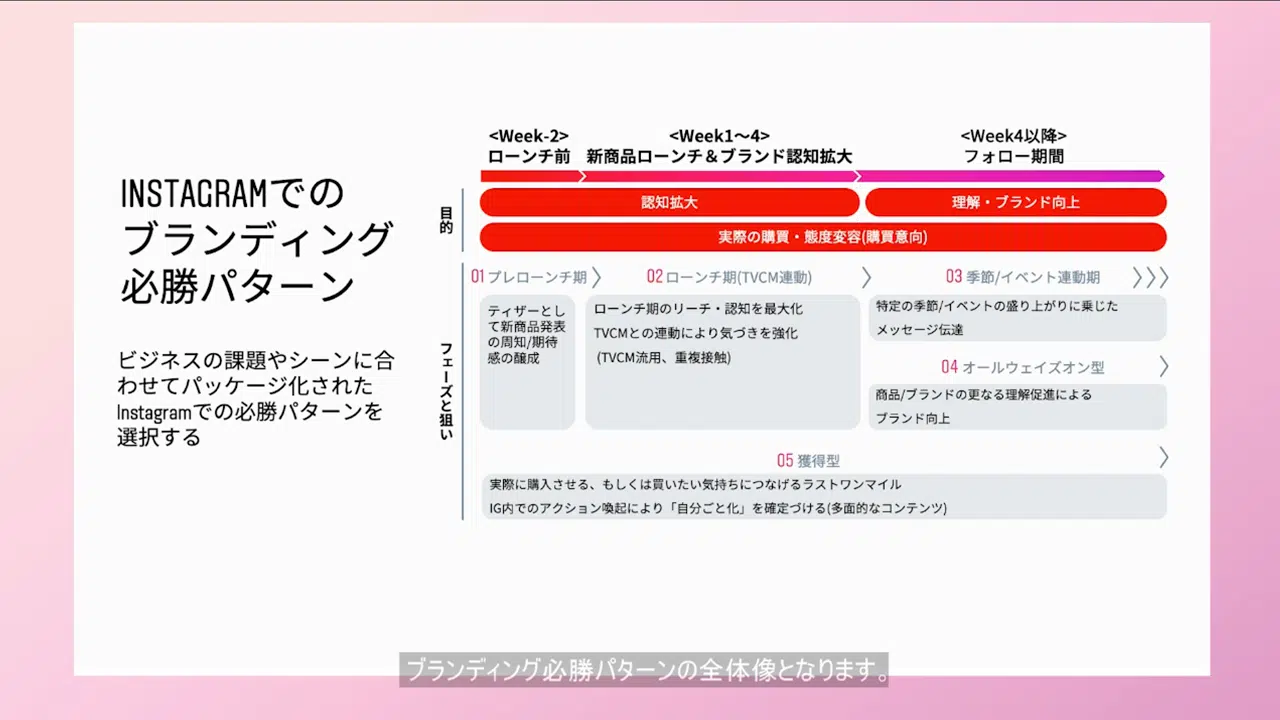 INSTAGRAMでの
ブランディング
必勝パターン
ビジネスの課題やシーンに合
わせてパッケージ化された
Instagramでの必勝パターンを
選択する
<Week-2>
ローンチ前
<Week1〜4>
新商品ローンチ＆ブランド認知拡大
<Week4以降>
フォロー期間
目的
認知拡大
理解・ブランド向上
実際の購買・態度変容(購買意向)
フェーズと狙い
01 プレローンチ期
ティザーとし
て新商品発表
の周知/期待
感の醸成
02 ローンチ期(TVCM連動)
ローンチ期のリーチ・認知を最大化
TVCMとの連動により気づきを強化
(TVCM流用、重複接触)
03 季節/イベント連動期
特定の季節/イベントの盛り上がりに乗じた
メッセージ伝達
04 オールウェイズオン型
商品/ブランドの更なる理解促進による
ブランド向上
05 獲得型
実際に購入させる、もしくは買いたい気持ちにつなげるラストワンマイル
IG内でのアクション喚起により「自分ごと化」を確定づける(多面的なコンテンツ)
ブランディング必勝パターンの全体像となります。